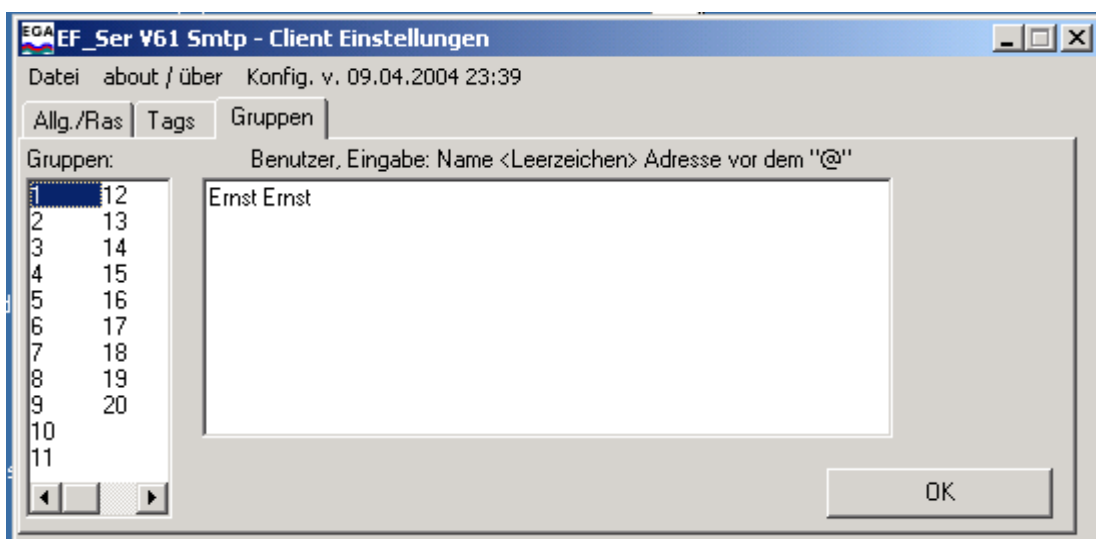 EGA EF_Ser V61 Smtp - Client Einstellungen
Datei about / über Konfig. v. 09.04.2004 23:39
Allg./Ras Tags Gruppen
Gruppen: Benutzer, Eingabe: Name <Leerzeichen> Adresse vor dem "@"
1 12 Ernst Ernst
2 13
3 14
4 15
5 16
6 17
7 18
8 19
9 20
10
11
OK